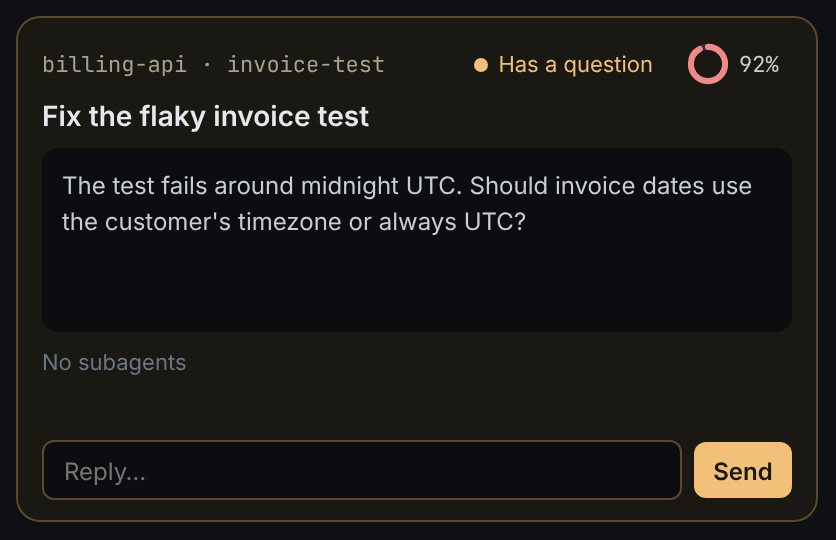 billing-api · invoice-test
Has a question
92%
Fix the flaky invoice test
The test fails around midnight UTC. Should invoice dates use
the customer's timezone or always UTC?
No subagents
Reply...
Send